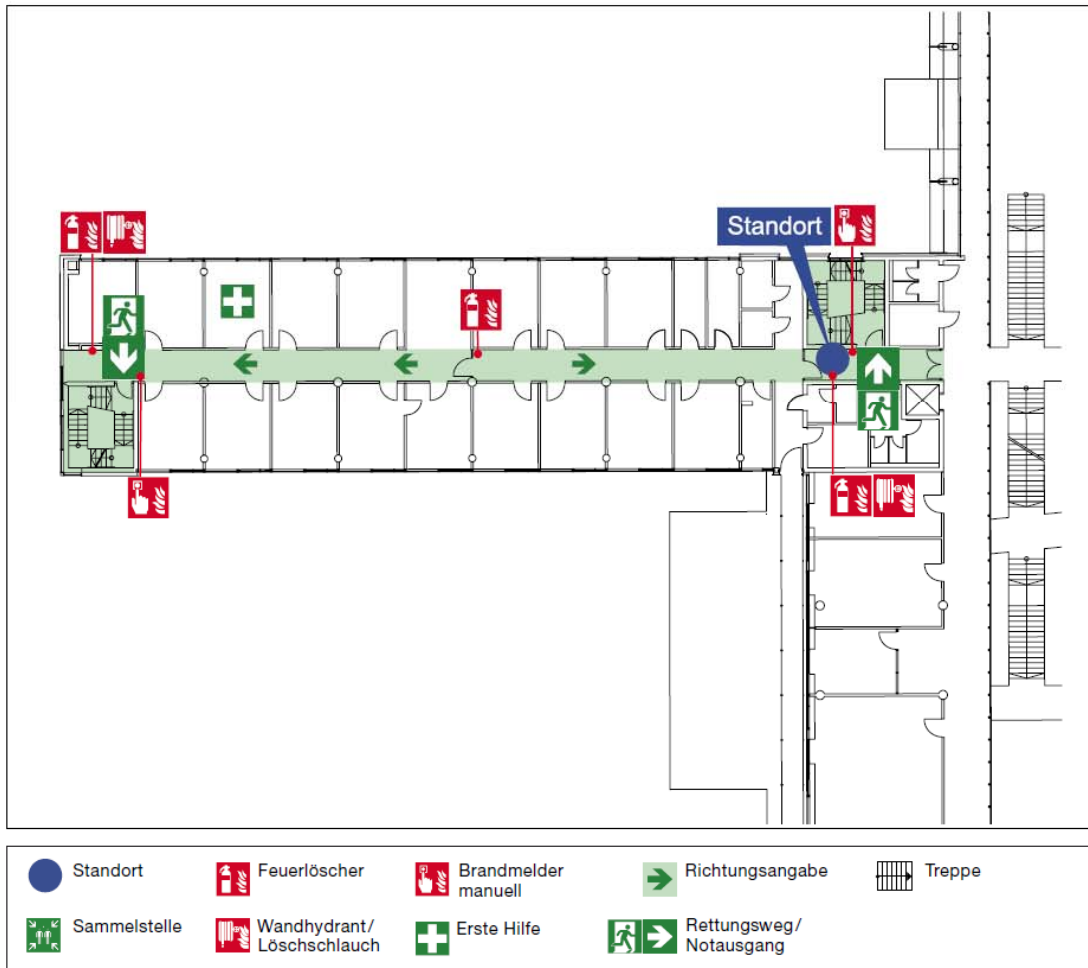 Standort
Standort
Feuerlöscher
Brandmelder
manuell
Richtungsangabe
Treppe
Sammelstelle
Wandhydrant/
Löschschlauch
Erste Hilfe
Rettungsweg/
Notausgang